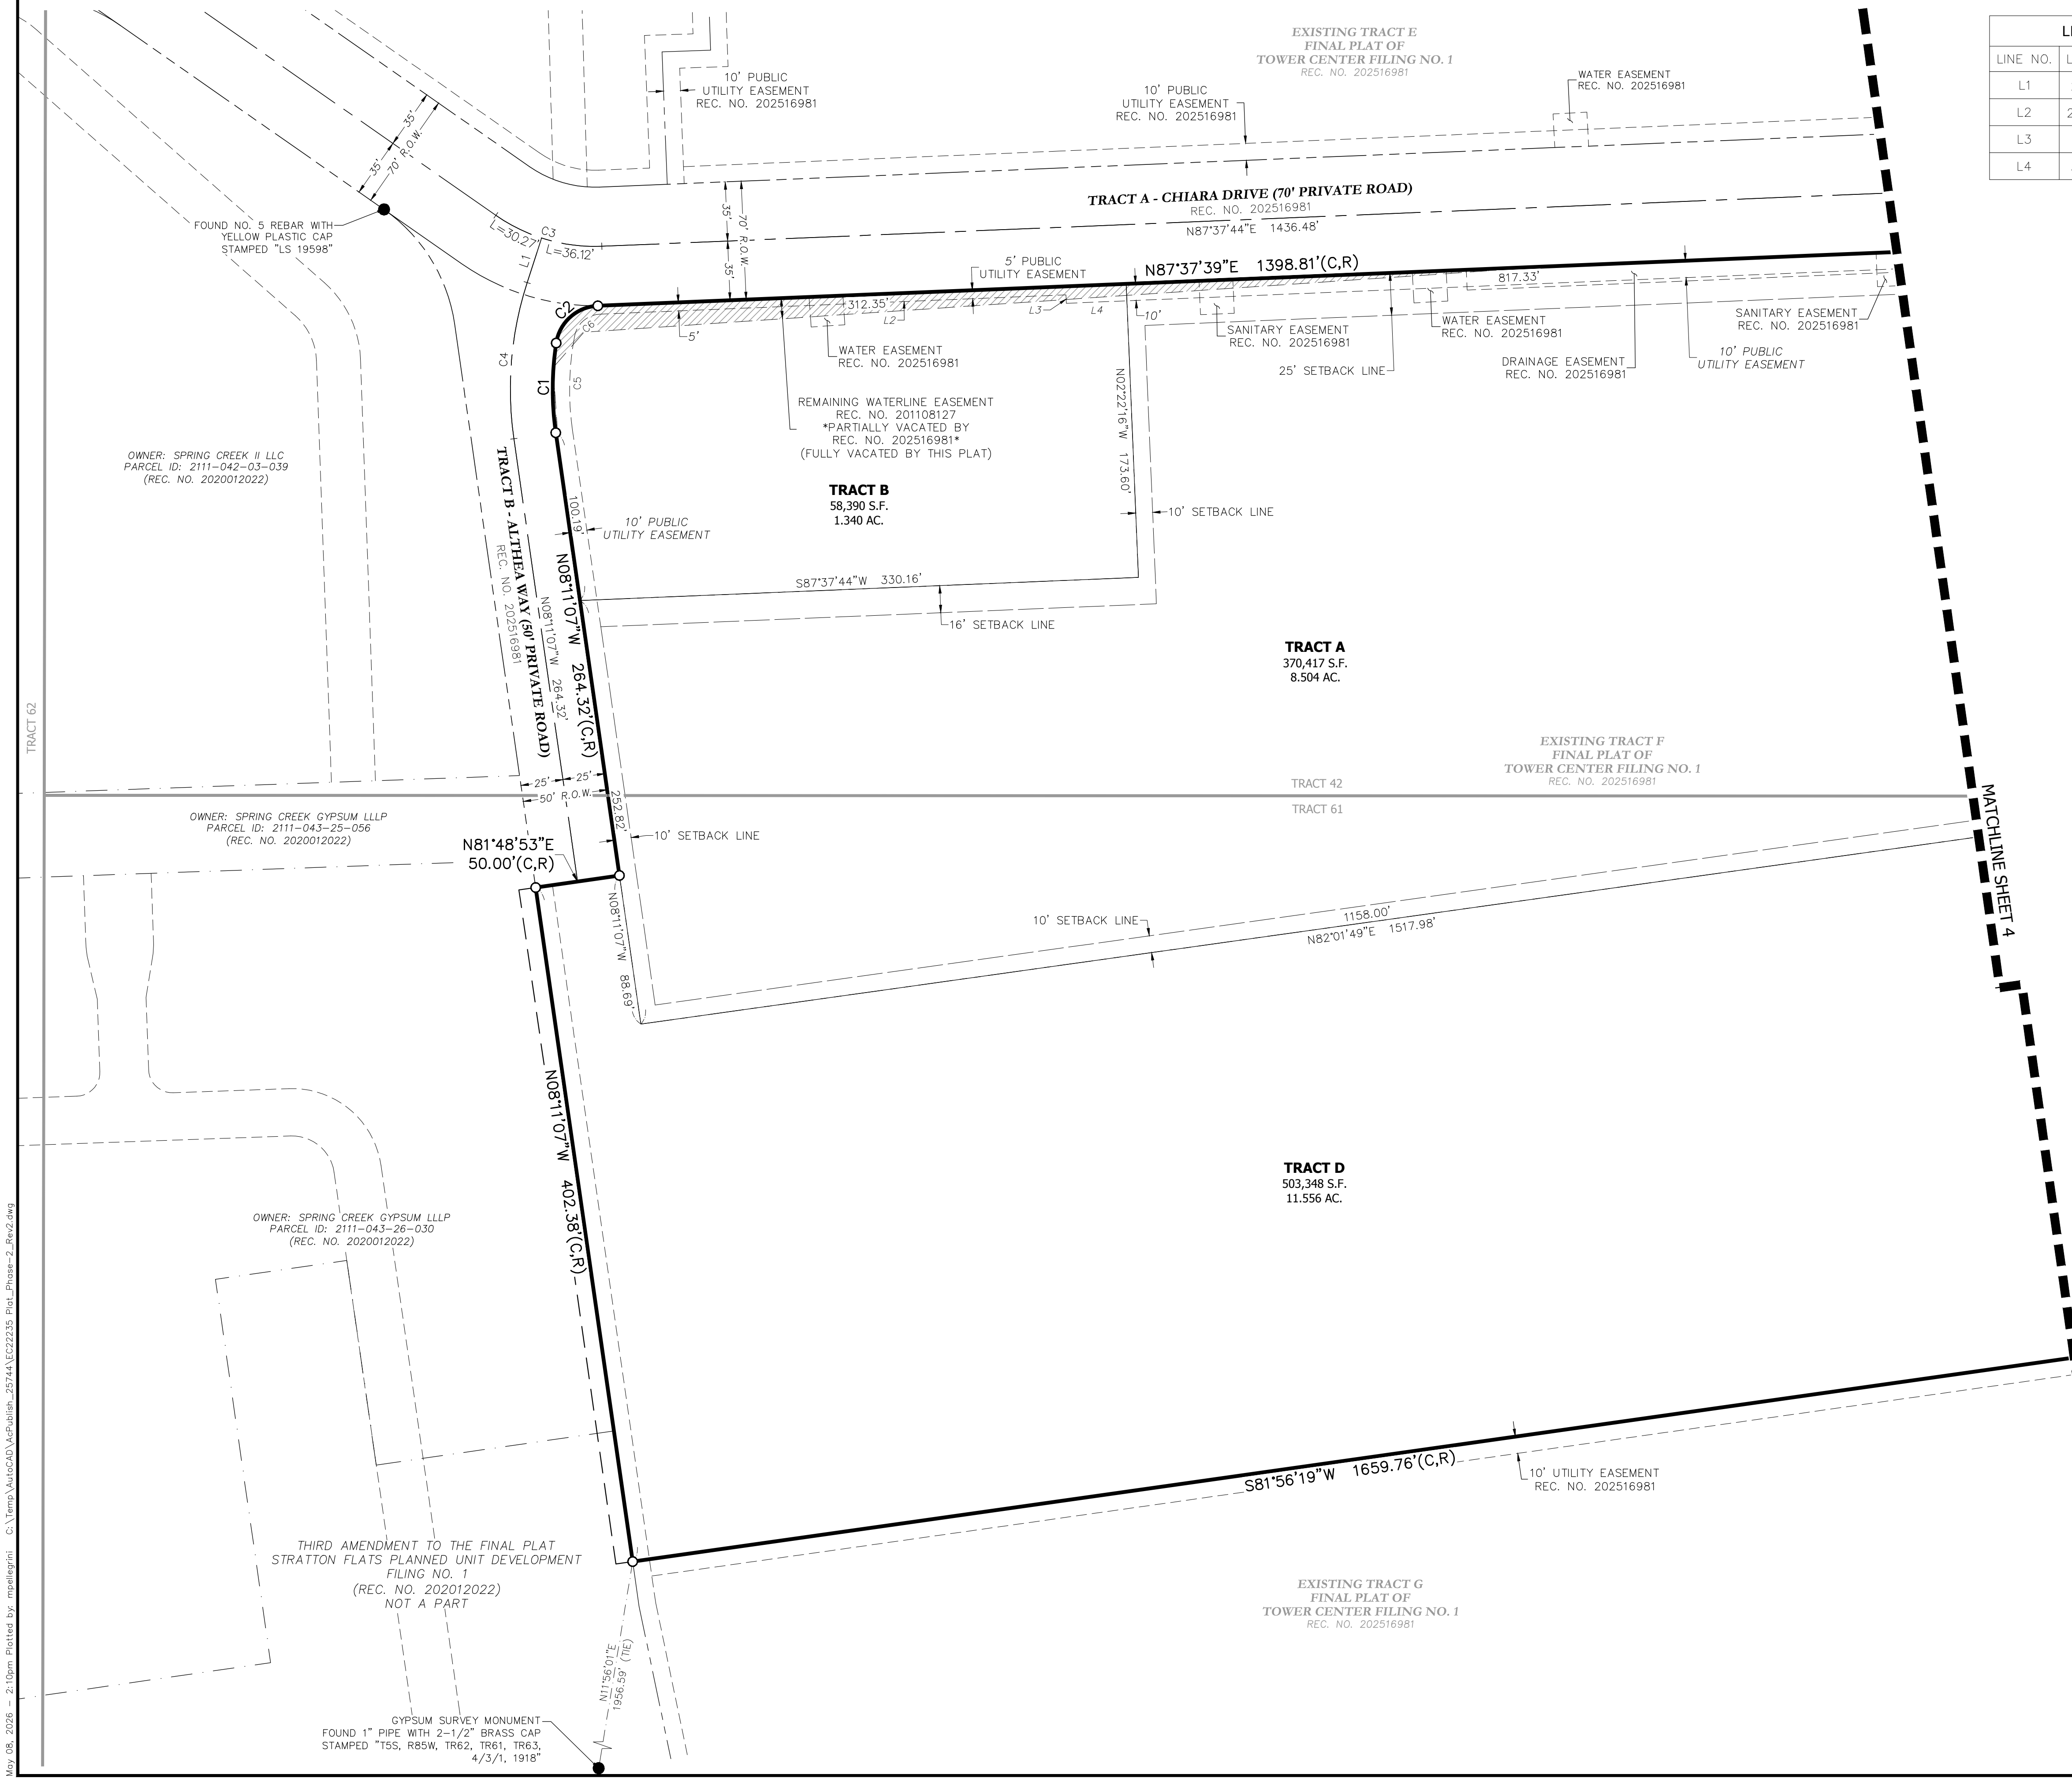 EXISTING TRACT E
FINAL PLAT OF
TOWER CENTER FILING NO. 1
REC. NO. 202516981
LINE NO.
L1
L2
L3
L4
10' PUBLIC
UTILITY EASEMENT
REC. NO. 202516981
10' PUBLIC
UTILITY EASEMENT
REC. NO. 202516981
WATER EASEMENT
REC. NO. 202516981
35'
35'
70' R.O.W.
FOUND NO. 5 REBAR WITH
YELLOW PLASTIC CAP
STAMPED "LS 19598"
L=30.27'
C3
L=36.12'
L1
35'
35'
70' R.O.W.
TRACT A - CHIARA DRIVE (70' PRIVATE ROAD)
REC. NO. 202516981
N87°37'44"E 1436.48'
5' PUBLIC
UTILITY EASEMENT
N87°37'39"E 1398.81'(C,R)
817.33'
312.35'
C2
C6
L2
L3
L4
10'
5'
C4
C1
C5
WATER EASEMENT
REC. NO. 202516981
SANITARY EASEMENT
REC. NO. 202516981
WATER EASEMENT
REC. NO. 202516981
SANITARY EASEMENT
REC. NO. 202516981
25' SETBACK LINE
DRAINAGE EASEMENT
REC. NO. 202516981
10' PUBLIC
UTILITY EASEMENT
REMAINING WATERLINE EASEMENT
REC. NO. 201108127
*PARTIALLY VACATED BY
REC. NO. 202516981*
(FULLY VACATED BY THIS PLAT)
N02°22'16"W 173.60'
OWNER: SPRING CREEK II LLC
PARCEL ID: 2111-042-03-039
(REC. NO. 2020012022)
TRACT B
58,390 S.F.
1.340 AC.
100.19'
10' PUBLIC
UTILITY EASEMENT
10' SETBACK LINE
TRACT B - ALTHEA WAY (50' PRIVATE ROAD)
REC. NO. 202516981
N08°11'07"W 264.32'
N08°11'07"W 264.32'(C,R)
S87°37'44"W 330.16'
16' SETBACK LINE
TRACT A
370,417 S.F.
8.504 AC.
TRACT 62
EXISTING TRACT F
FINAL PLAT OF
TOWER CENTER FILING NO. 1
REC. NO. 202516981
25'
25'
50' R.O.W.
252.82'
TRACT 42
TRACT 61
OWNER: SPRING CREEK GYPSUM LLLP
PARCEL ID: 2111-043-25-056
(REC. NO. 2020012022)
10' SETBACK LINE
N81°48'53"E
50.00'(C,R)
MATCHLINE SHEET 4
N08°11'07"W 88.69'
10' SETBACK LINE
1158.00'
N82°01'49"E 1517.98'
N08°11'07"W 402.38'(C,R)
TRACT D
503,348 S.F.
11.556 AC.
OWNER: SPRING CREEK GYPSUM LLLP
PARCEL ID: 2111-043-26-030
(REC. NO. 2020012022)
S81°56'19"W 1659.76'(C,R)
10' UTILITY EASEMENT
REC. NO. 202516981
THIRD AMENDMENT TO THE FINAL PLAT
STRATTON FLATS PLANNED UNIT DEVELOPMENT
FILING NO. 1
(REC. NO. 202012022)
NOT A PART
EXISTING TRACT G
FINAL PLAT OF
TOWER CENTER FILING NO. 1
REC. NO. 202516981
N11°56'01"E
1956.59' (TIE)
GYPSUM SURVEY MONUMENT
FOUND 1" PIPE WITH 2-1/2" BRASS CAP
STAMPED "T5S, R85W, TR62, TR61, TR63,
4/3/1, 1918"
May 08, 2026 - 2:10pm Plotted by: mpellegrini C:\Temp\AutoCAD\AcPublish_25744\EC22235 Plat_Phase-2_Rev2.dwg